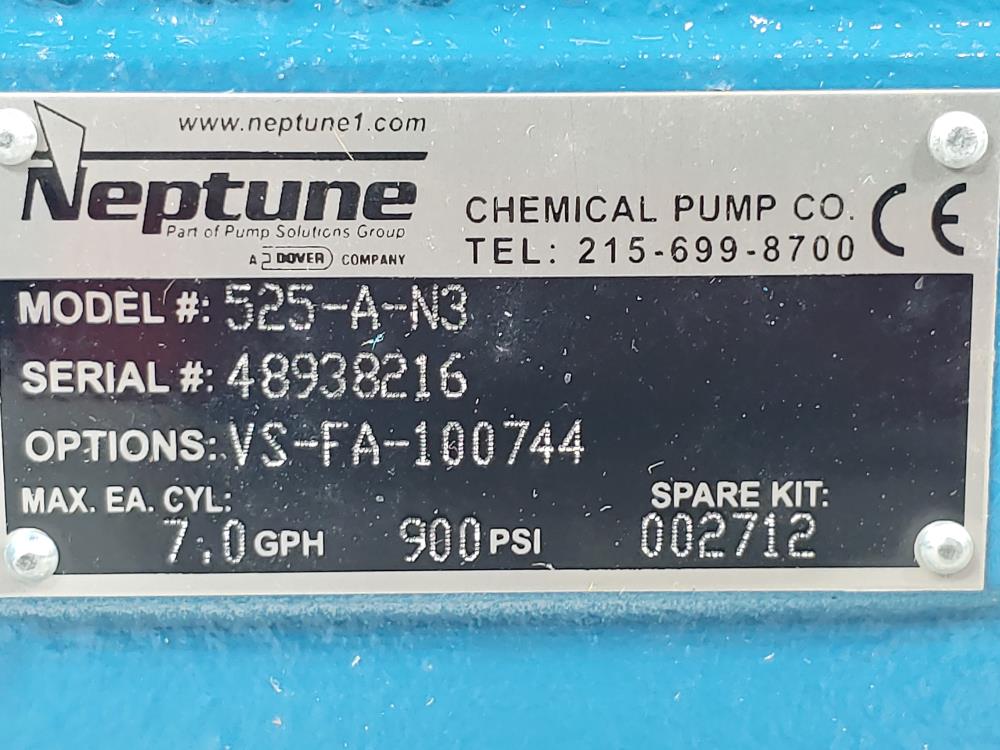 www.neptune1.com
Neptune
Part of Pump Solutions Group
A DOVER COMPANY
CHEMICAL PUMP CO.
TEL: 215-699-8700
CE
MODEL #: 525-A-N3
SERIAL #: 48938216
OPTIONS: VS-FA-100744
MAX. EA. CYL: SPARE KIT:
7.0 GPH 900 PSI 002712